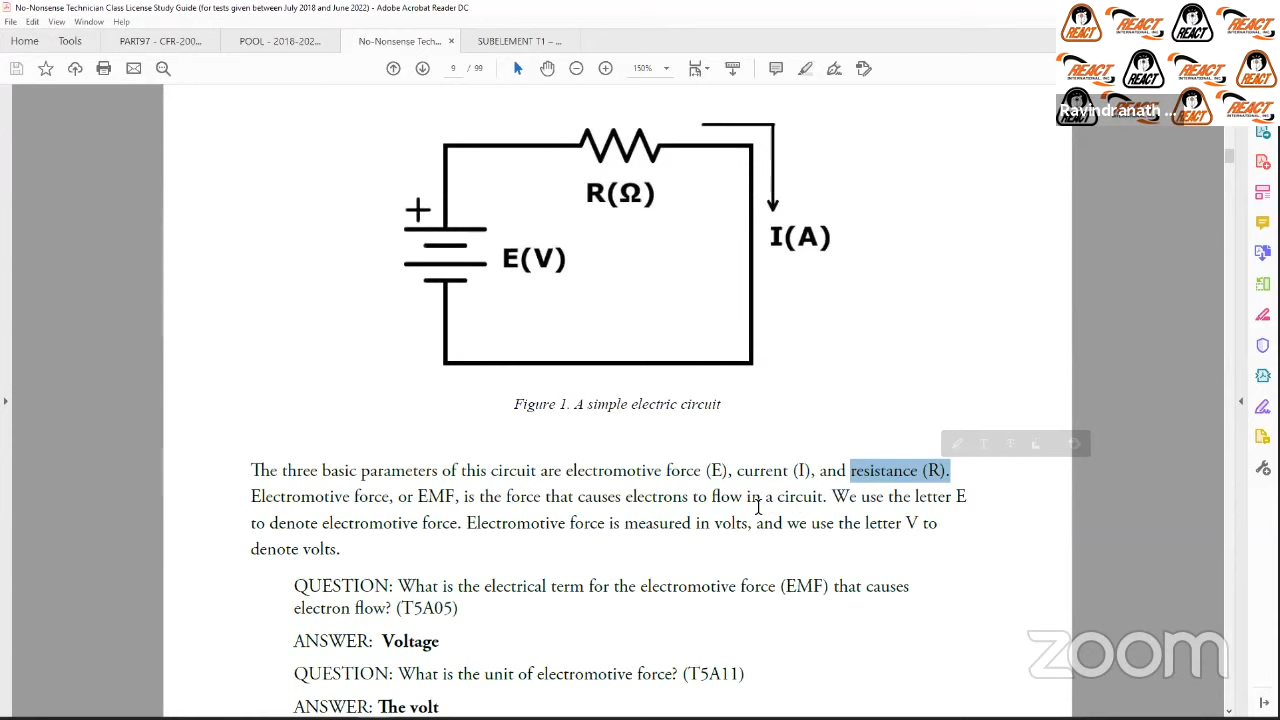 No-Nonsense Technician Class License Study Guide (for tests given between July 2018 and June 2022) - Adobe Acrobat Reader DC
File Edit View Window Help
Home Tools PART97 - CFR-200... POOL - 2018-202... Nonsense Tech... × SUBLEMENT S1 -...
9 / 99 150%
REACT REACT REACT REACT
REACT REACT REACT REACT
INTERNATIONAL, INC.
Ravindranath ...
+
R(Ω)
I(A)
E(V)
Figure 1. A simple electric circuit
The three basic parameters of this circuit are electromotive force (E), current (I), and resistance (R).
Electromotive force, or EMF, is the force that causes electrons to flow in a circuit. We use the letter E
to denote electromotive force. Electromotive force is measured in volts, and we use the letter V to
denote volts.
QUESTION: What is the electrical term for the electromotive force (EMF) that causes
electron flow? (T5A05)
ANSWER: Voltage
QUESTION: What is the unit of electromotive force? (T5A11)
ANSWER: The volt
zoom